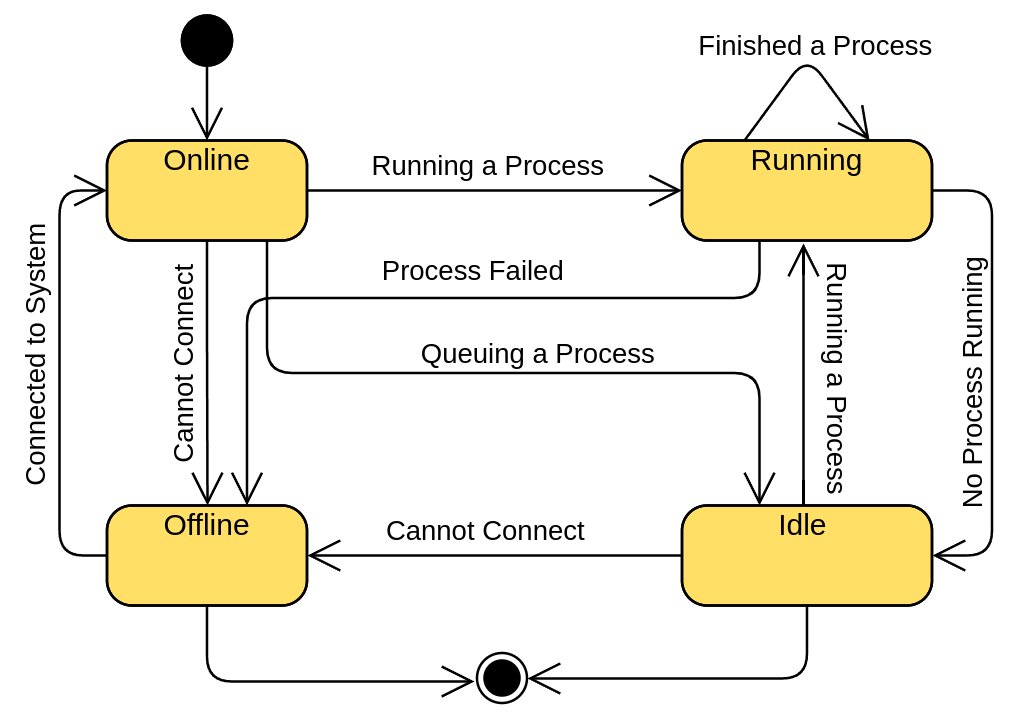 Finished a Process
Online
Running a Process
Running
Connected to System
Cannot Connect
Process Failed
Queuing a Process
Running a Process
No Process Running
Offline
Cannot Connect
Idle